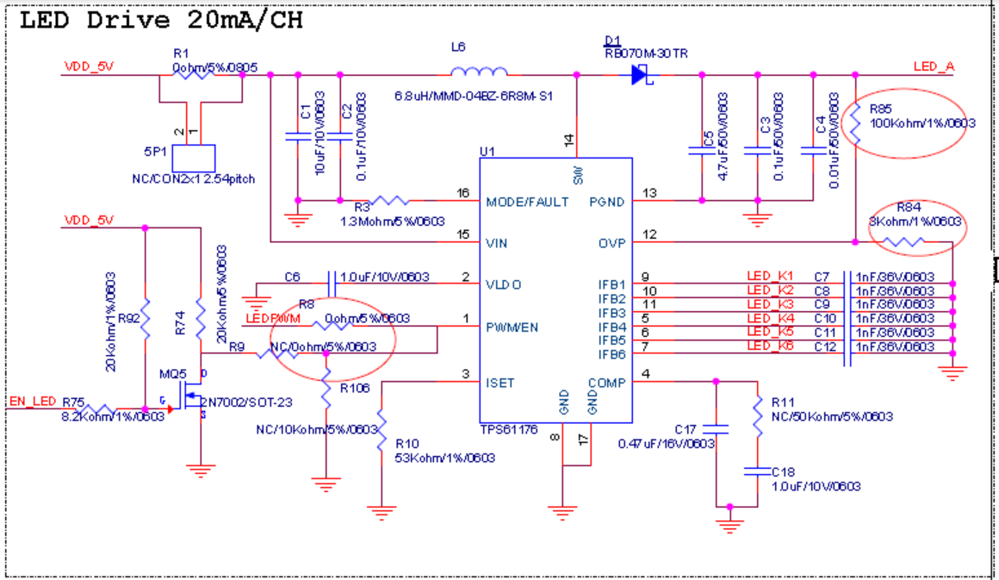 LED Drive 20mA/CH
VDD_5V
R1
0ohm/5%/0805
L6
6.8uH/MMD-04BZ-6R8M-S1
D1
RB070M-30TR
LED_A
2
1
5P1
NC/CON2x1 2.54pitch
C1
10uF/10V/0603
C2
0.1uF/10V/0603
C5
4.7uF/50V/0603
C3
0.1uF/50V/0603
C4
0.01uF/50V/0603
R85
100Kohm/1%/0603
R84
3Kohm/1%/0603
R3
1.3Mohm/5%/0603
U1
14
SW
16
MODE/FAULT
15
VIN
2
VLDO
1
PWM/EN
3
ISET
PGND
13
OVP
12
IFB1
9
IFB2
10
IFB3
11
IFB4
5
IFB5
6
IFB6
7
COMP
4
GND
8
GND
17
TPS61176
LED_K1
C7
1nF/36V/0603
LED_K2
C8
1nF/36V/0603
LED_K3
C9
1nF/36V/0603
LED_K4
C10
1nF/36V/0603
LED_K5
C11
1nF/36V/0603
LED_K6
C12
1nF/36V/0603
VDD_5V
R92
20Kohm/1%/0603
R74
20Kohm/5%/0603
C6
1.0uF/10V/0603
LEDPWM
R8
0ohm/5%/0603
R9
NC/0ohm/5%/0603
R106
NC/10Kohm/5%/0603
R10
53Kohm/1%/0603
MQ5
D
G
S
2N7002/SOT-23
EN_LED
R75
8.2Kohm/1%/0603
C17
0.47uF/16V/0603
R11
NC/50Kohm/5%/0603
C18
1.0uF/10V/0603